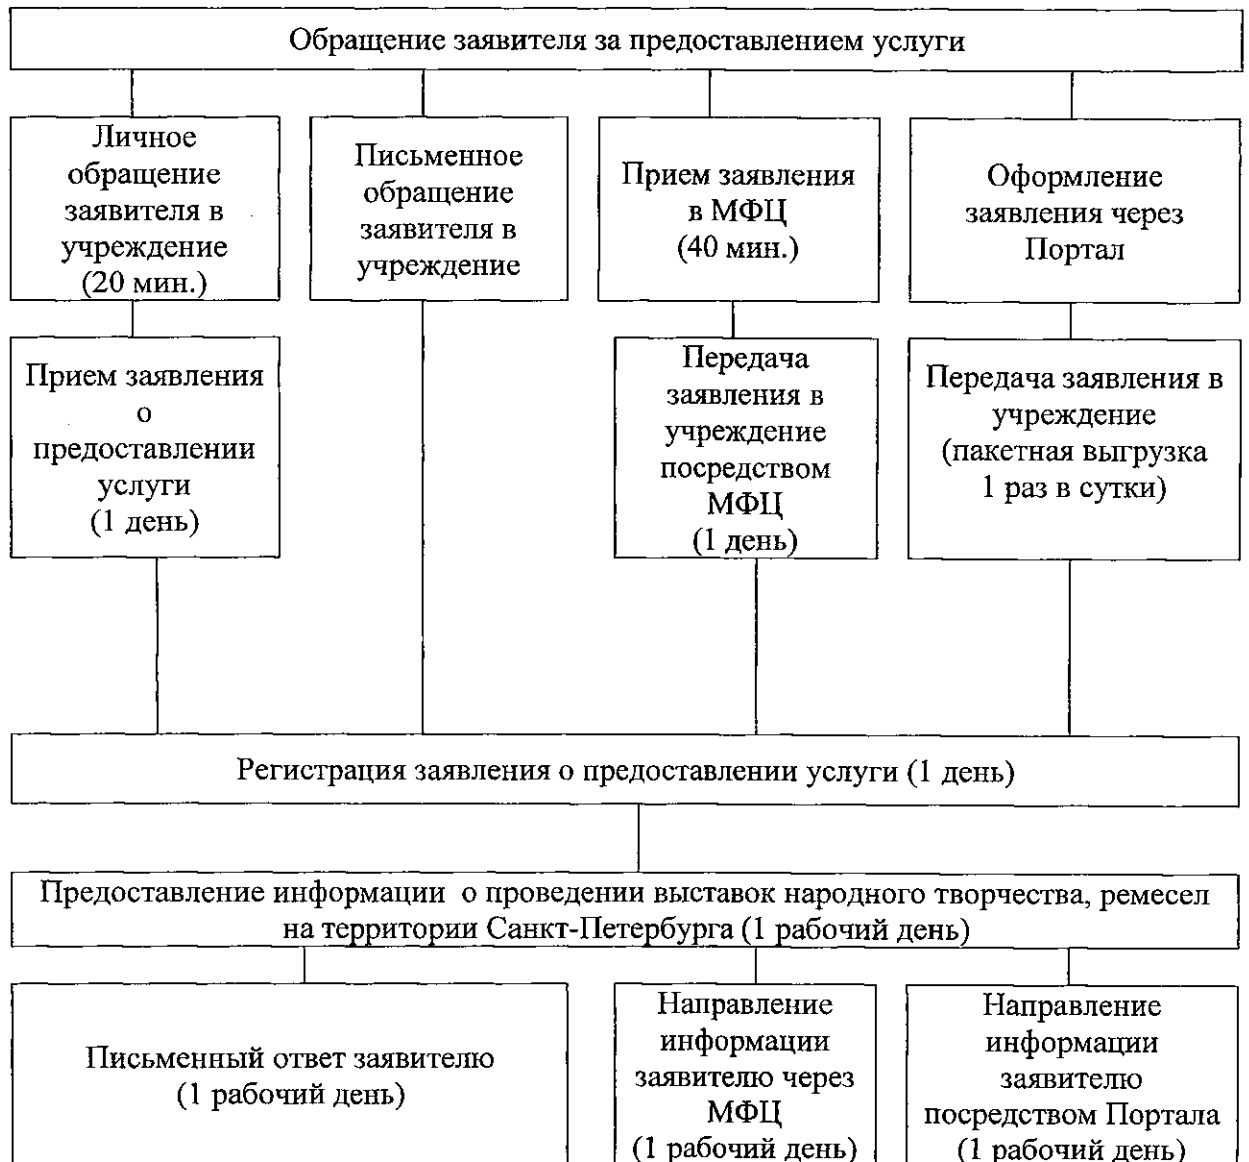 Обращение заявителя за предоставлением услуги
Личное
обращение
заявителя в
учреждение
(20 мин.)
Письменное
обращение
заявителя в
учреждение
Прием заявления
в МФЦ
(40 мин.)
Оформление
заявления через
Портал
Прием заявления
о
предоставлении
услуги
(1 день)
Передача
заявления в
учреждение
посредством
МФЦ
(1 день)
Передача заявления в
учреждение
(пакетная выгрузка
1 раз в сутки)
Регистрация заявления о предоставлении услуги (1 день)
Предоставление информации о проведении выставок народного творчества, ремесел
на территории Санкт-Петербурга (1 рабочий день)
Письменный ответ заявителю
(1 рабочий день)
Направление
информации
заявителю через
МФЦ
(1 рабочий день)
Направление
информации
заявителю
посредством Портала
(1 рабочий день)